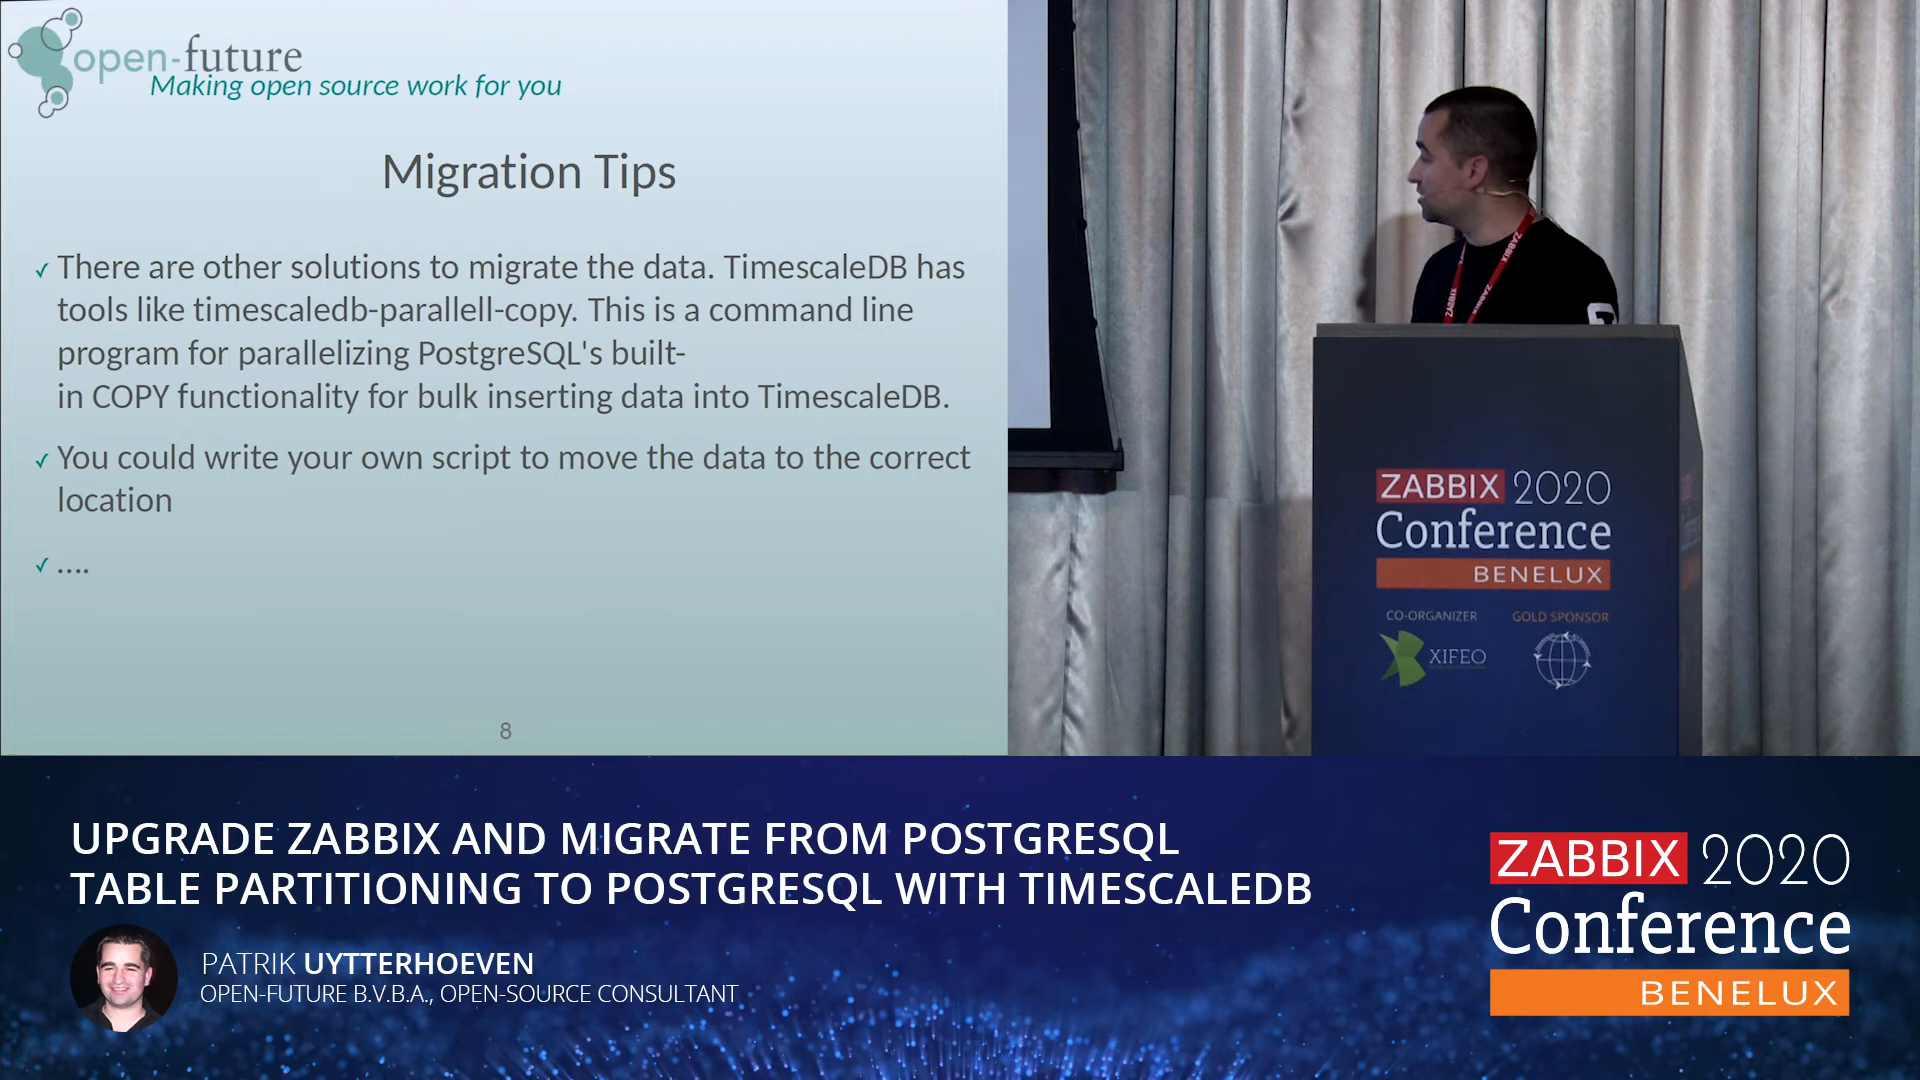 open-future
Making open source work for you
Migration Tips
✓ There are other solutions to migrate the data. TimescaleDB has
tools like timescaledb-parallell-copy. This is a command line
program for parallelizing PostgreSQL's built-
in COPY functionality for bulk inserting data into TimescaleDB.
✓ You could write your own script to move the data to the correct
location
✓ ....
8
ZABBIX
ZABBIX
ZABBIX 2020
Conference
BENELUX
CO-ORGANIZER GOLD SPONSOR
XIFEO
UPGRADE ZABBIX AND MIGRATE FROM POSTGRESQL
TABLE PARTITIONING TO POSTGRESQL WITH TIMESCALEDB
PATRIK UYTTERHOEVEN
OPEN-FUTURE B.V.B.A., OPEN-SOURCE CONSULTANT
ZABBIX 2020
Conference
BENELUX